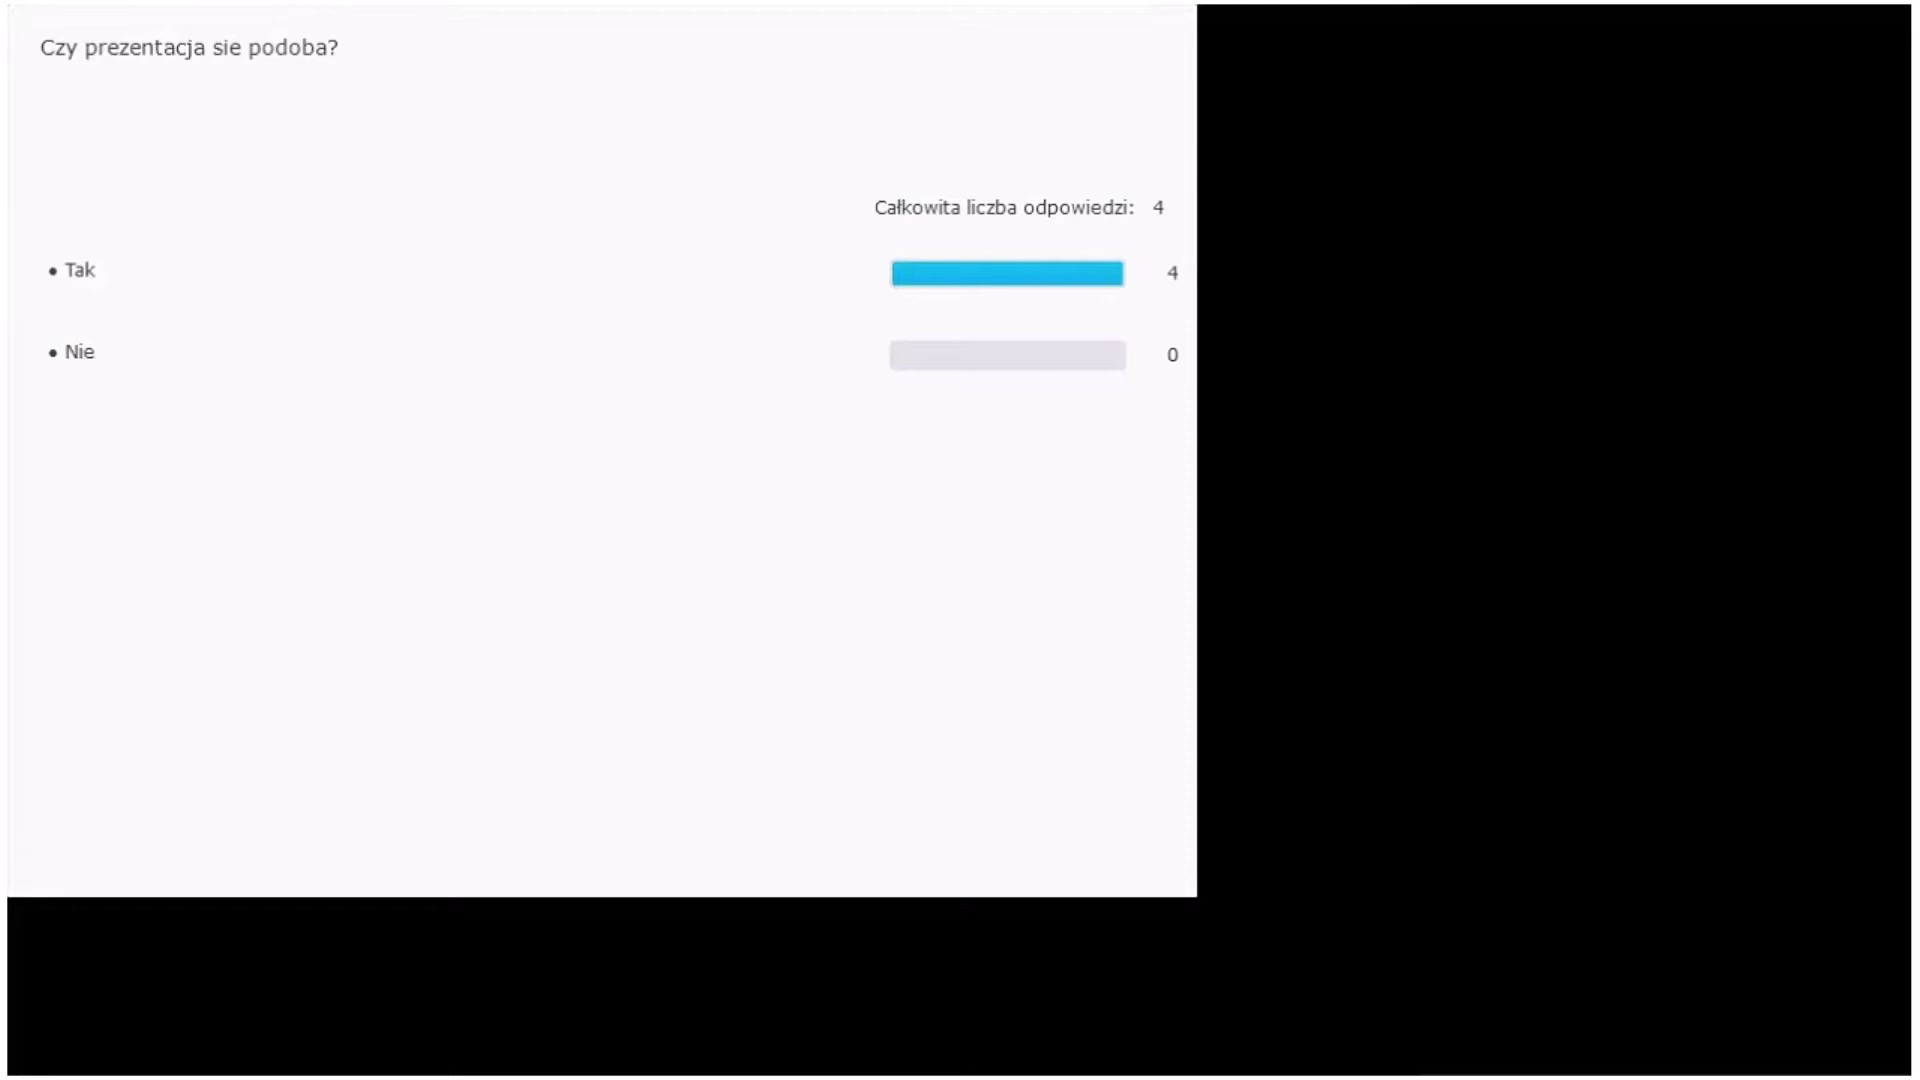 Czy prezentacja sie podoba?
Całkowita liczba odpowiedzi: 4
• Tak 4
• Nie 0